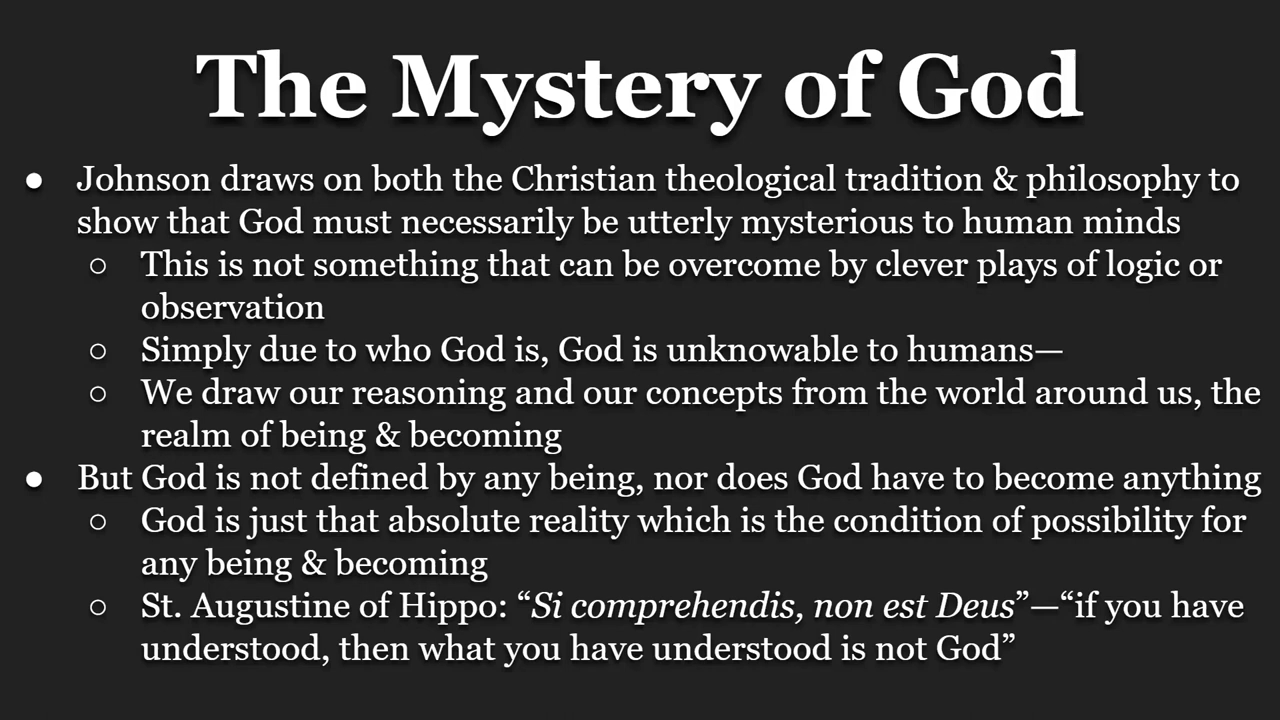 The Mystery of God
● Johnson draws on both the Christian theological tradition & philosophy to
show that God must necessarily be utterly mysterious to human minds
○ This is not something that can be overcome by clever plays of logic or
observation
○ Simply due to who God is, God is unknowable to humans—
○ We draw our reasoning and our concepts from the world around us, the
realm of being & becoming
● But God is not defined by any being, nor does God have to become anything
○ God is just that absolute reality which is the condition of possibility for
any being & becoming
○ St. Augustine of Hippo: “Si comprehendis, non est Deus”—“if you have
understood, then what you have understood is not God”